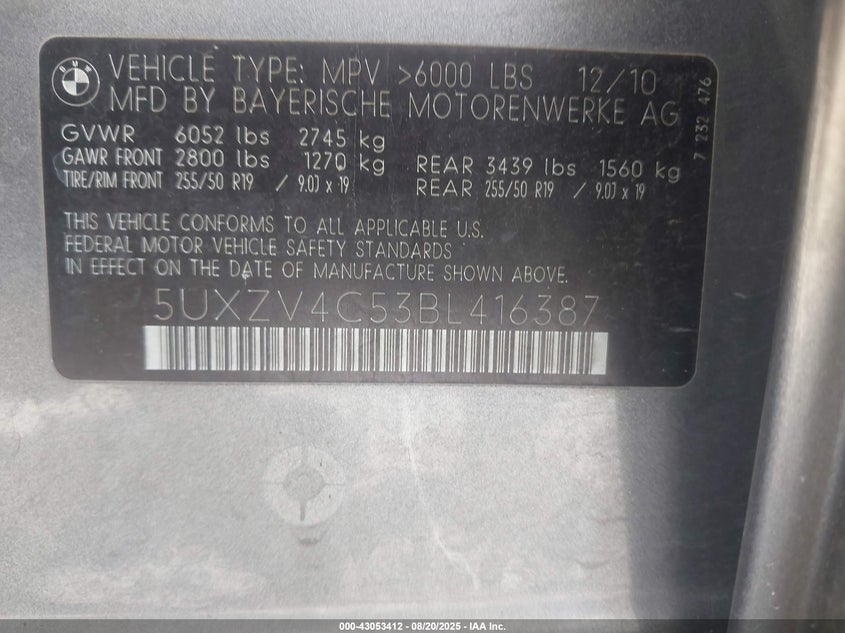 BMW
VEHICLE TYPE: MPV >6000 LBS 12/10
MFD BY BAYERISCHE MOTORENWERKE AG
GVWR 6052 lbs 2745 kg
GAWR FRONT 2800 lbs 1270 kg REAR 3439 lbs 1560 kg
TIRE/RIM FRONT 255/50 R19 / 9.0J x 19 REAR 255/50 R19 / 9.0J x 19
THIS VEHICLE CONFORMS TO ALL APPLICABLE U.S.
FEDERAL MOTOR VEHICLE SAFETY STANDARDS
IN EFFECT ON THE DATE OF MANUFACTURE SHOWN ABOVE.
5UXZV4C53BL416387
7 232 476
000-43053412 - 08/20/2025 - IAA Inc.